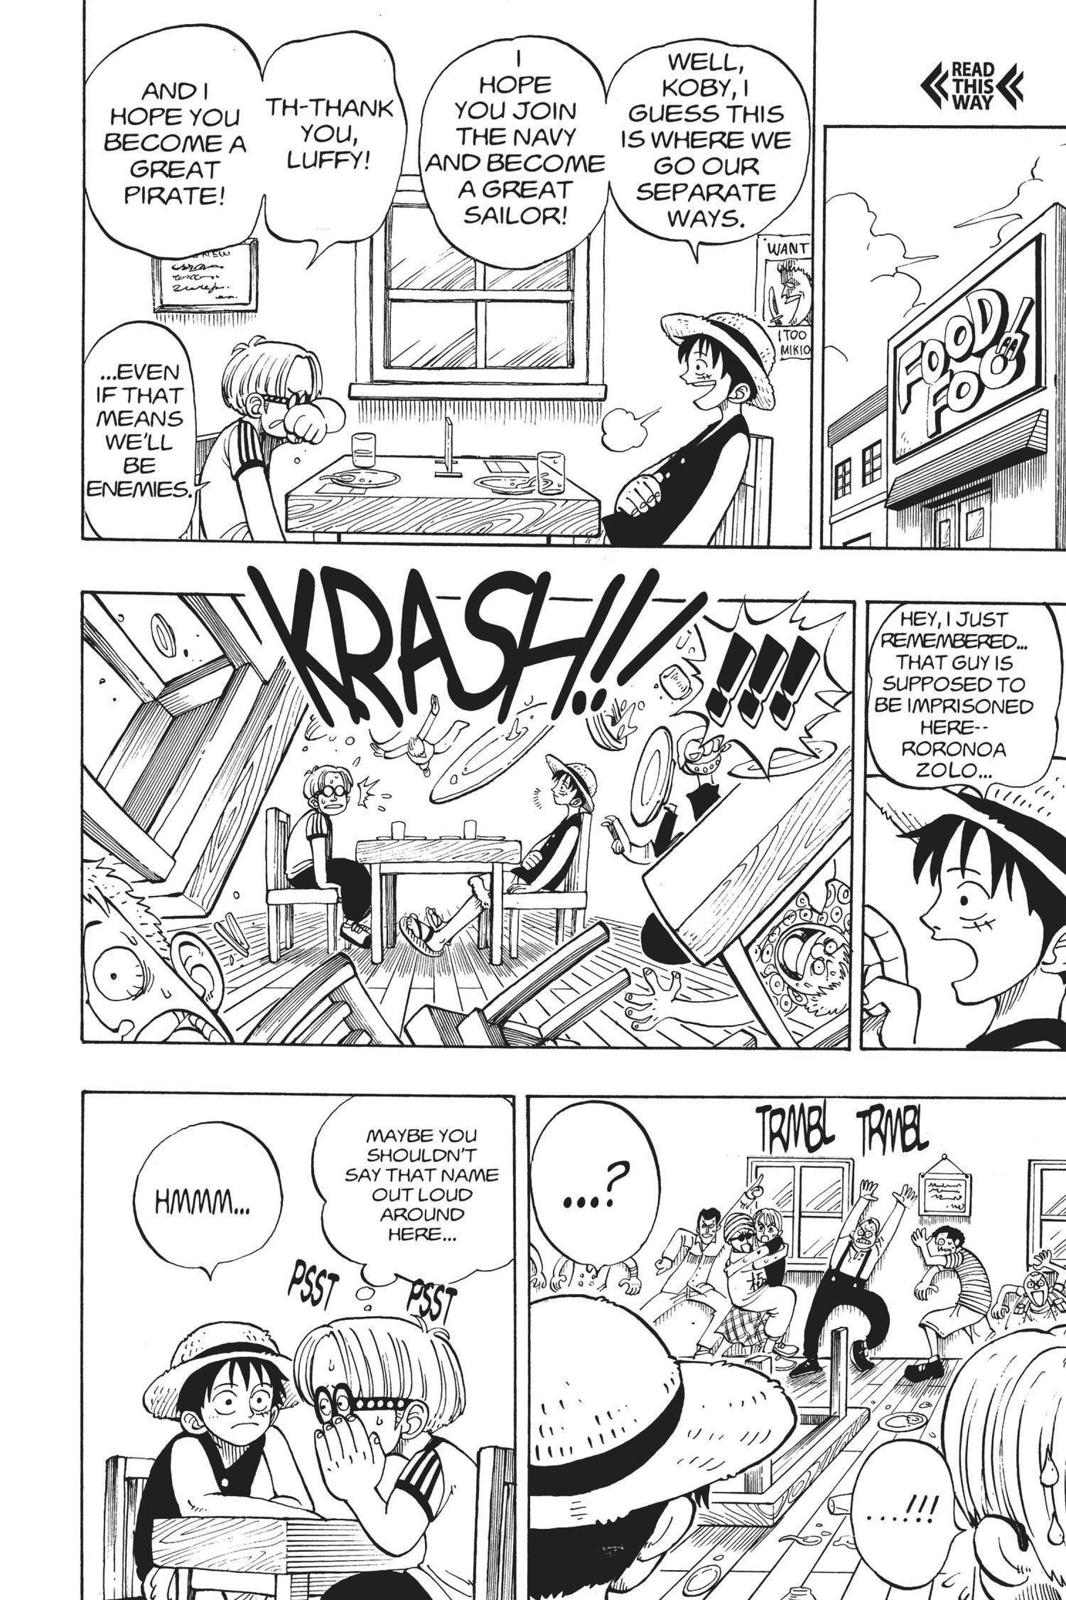 READ
THIS
WAY
FOOD
FOO
WELL,
KOBY, I
GUESS THIS
IS WHERE WE
GO OUR
SEPARATE
WAYS.
I
HOPE
YOU JOIN
THE NAVY
AND BECOME
A GREAT
SAILOR!
TH-THANK
YOU,
LUFFY!
AND I
HOPE YOU
BECOME A
GREAT
PIRATE!
...EVEN
IF THAT
MEANS
WE'LL
BE
ENEMIES.
WANT
ITOO
MIKIO
HEY, I JUST
REMEMBERED...
THAT GUY IS
SUPPOSED TO
BE IMPRISONED
HERE--
RORONOA
ZOLO...
!!!
KRASH!!
TRMBL TRMBL
...?
....!!!
MAYBE YOU
SHOULDN'T
SAY THAT NAME
OUT LOUD
AROUND
HERE...
HMMM...
PSST
PSST